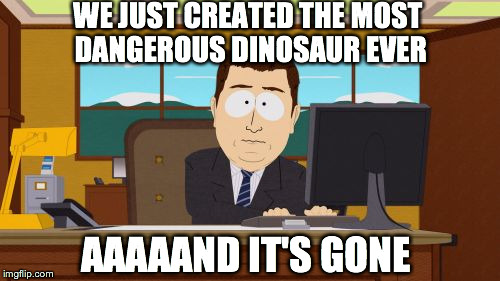 WE JUST CREATED THE MOST
DANGEROUS DINOSAUR EVER
AAAAAND IT'S GONE
imgflip.com